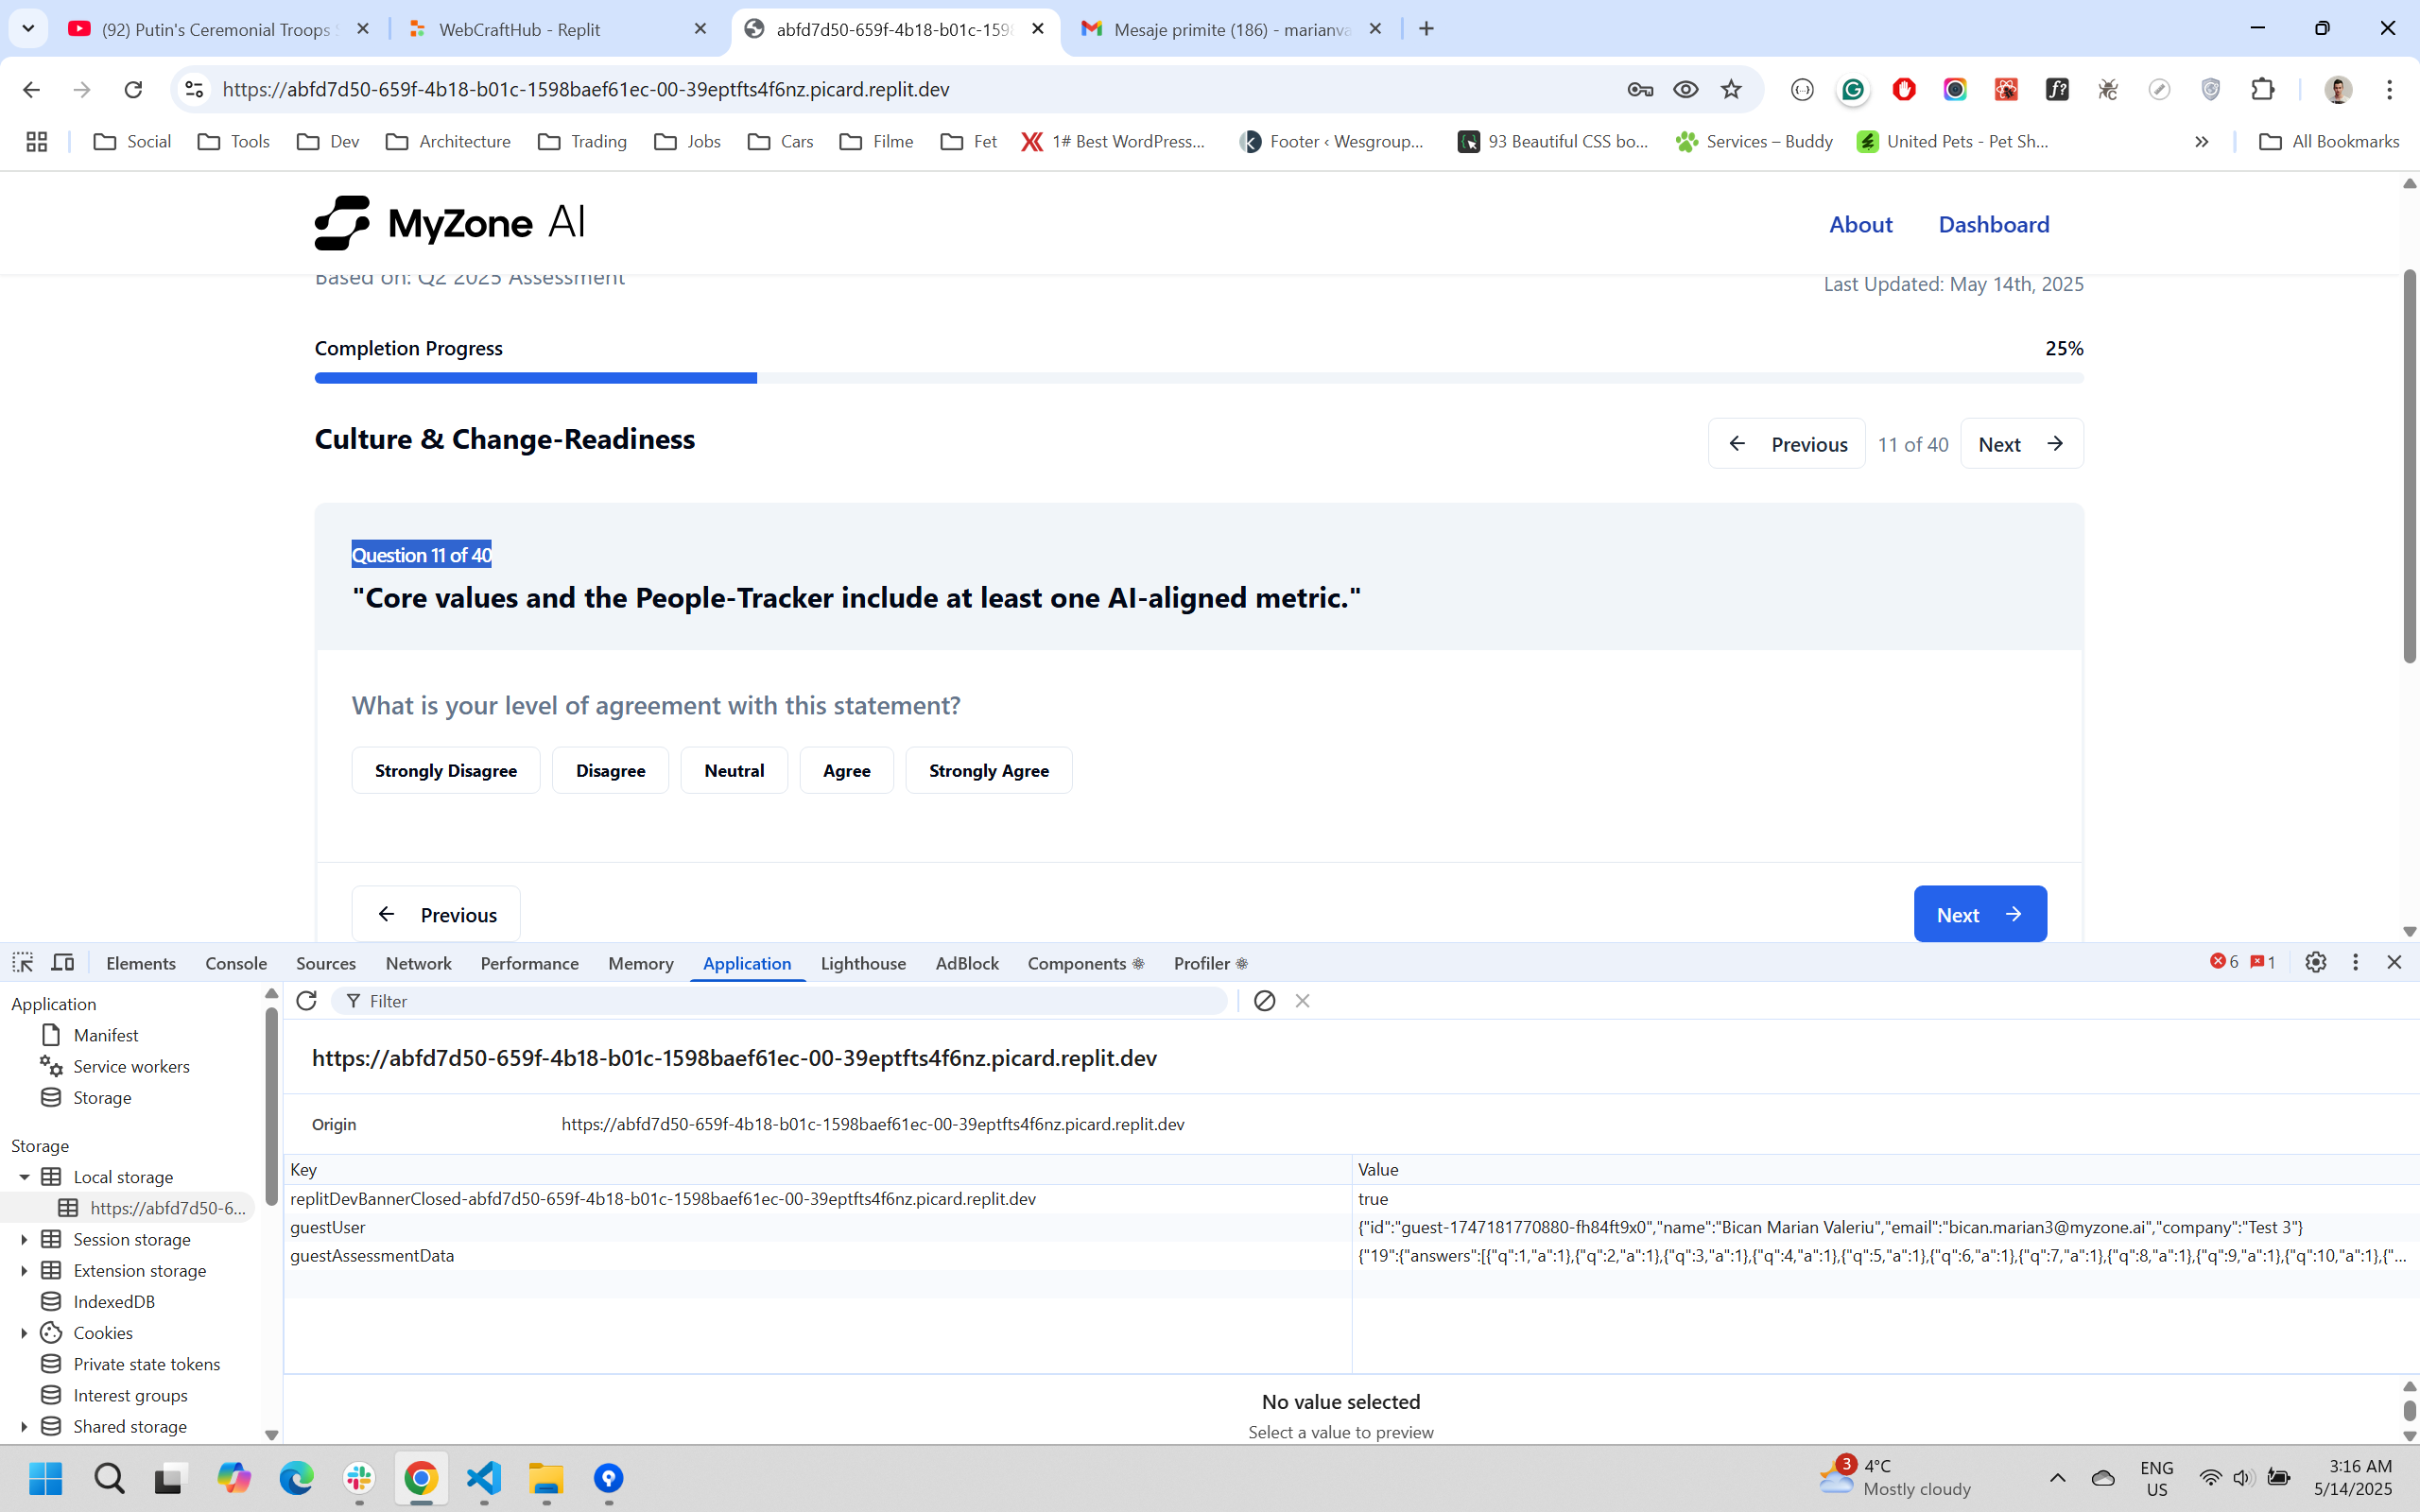 (92) Putin's Ceremonial Troops
WebCraftHub - Replit
abfd7d50-659f-4b18-b01c-1598
Mesaje primite (186) - marianva
https://abfd7d50-659f-4b18-b01c-1598baef61ec-00-39eptfts4f6nz.picard.replit.dev
Social
Tools
Dev
Architecture
Trading
Jobs
Cars
Filme
Fet
1# Best WordPress...
Footer ‹ Wesgroup...
93 Beautiful CSS bo...
Services – Buddy
United Pets - Pet Sh...
All Bookmarks
MyZone AI
About
Dashboard
Based on: Q2 2025 Assessment
Last Updated: May 14th, 2025
Completion Progress
25%
Culture & Change-Readiness
Previous
11 of 40
Next
Question 11 of 40
"Core values and the People-Tracker include at least one AI-aligned metric."
What is your level of agreement with this statement?
Strongly Disagree
Disagree
Neutral
Agree
Strongly Agree
Previous
Next
Elements
Console
Sources
Network
Performance
Memory
Application
Lighthouse
AdBlock
Components
Profiler
6
1
Application
Filter
Manifest
Service workers
Storage
https://abfd7d50-659f-4b18-b01c-1598baef61ec-00-39eptfts4f6nz.picard.replit.dev
Origin
https://abfd7d50-659f-4b18-b01c-1598baef61ec-00-39eptfts4f6nz.picard.replit.dev
Storage
Local storage
https://abfd7d50-6...
Session storage
Extension storage
IndexedDB
Cookies
Private state tokens
Interest groups
Shared storage
Key
Value
replitDevBannerClosed-abfd7d50-659f-4b18-b01c-1598baef61ec-00-39eptfts4f6nz.picard.replit.dev
true
guestUser
{"id":"guest-1747181770880-fh84ft9x0","name":"Bican Marian Valeriu","email":"bican.marian3@myzone.ai","company":"Test 3"}
guestAssessmentData
{"19":{"answers":[{"q":1,"a":1},{"q":2,"a":1},{"q":3,"a":1},{"q":4,"a":1},{"q":5,"a":1},{"q":6,"a":1},{"q":7,"a":1},{"q":8,"a":1},{"q":9,"a":1},{"q":10,"a":1},{"...
No value selected
Select a value to preview
3
4°C
Mostly cloudy
ENG
US
3:16 AM
5/14/2025